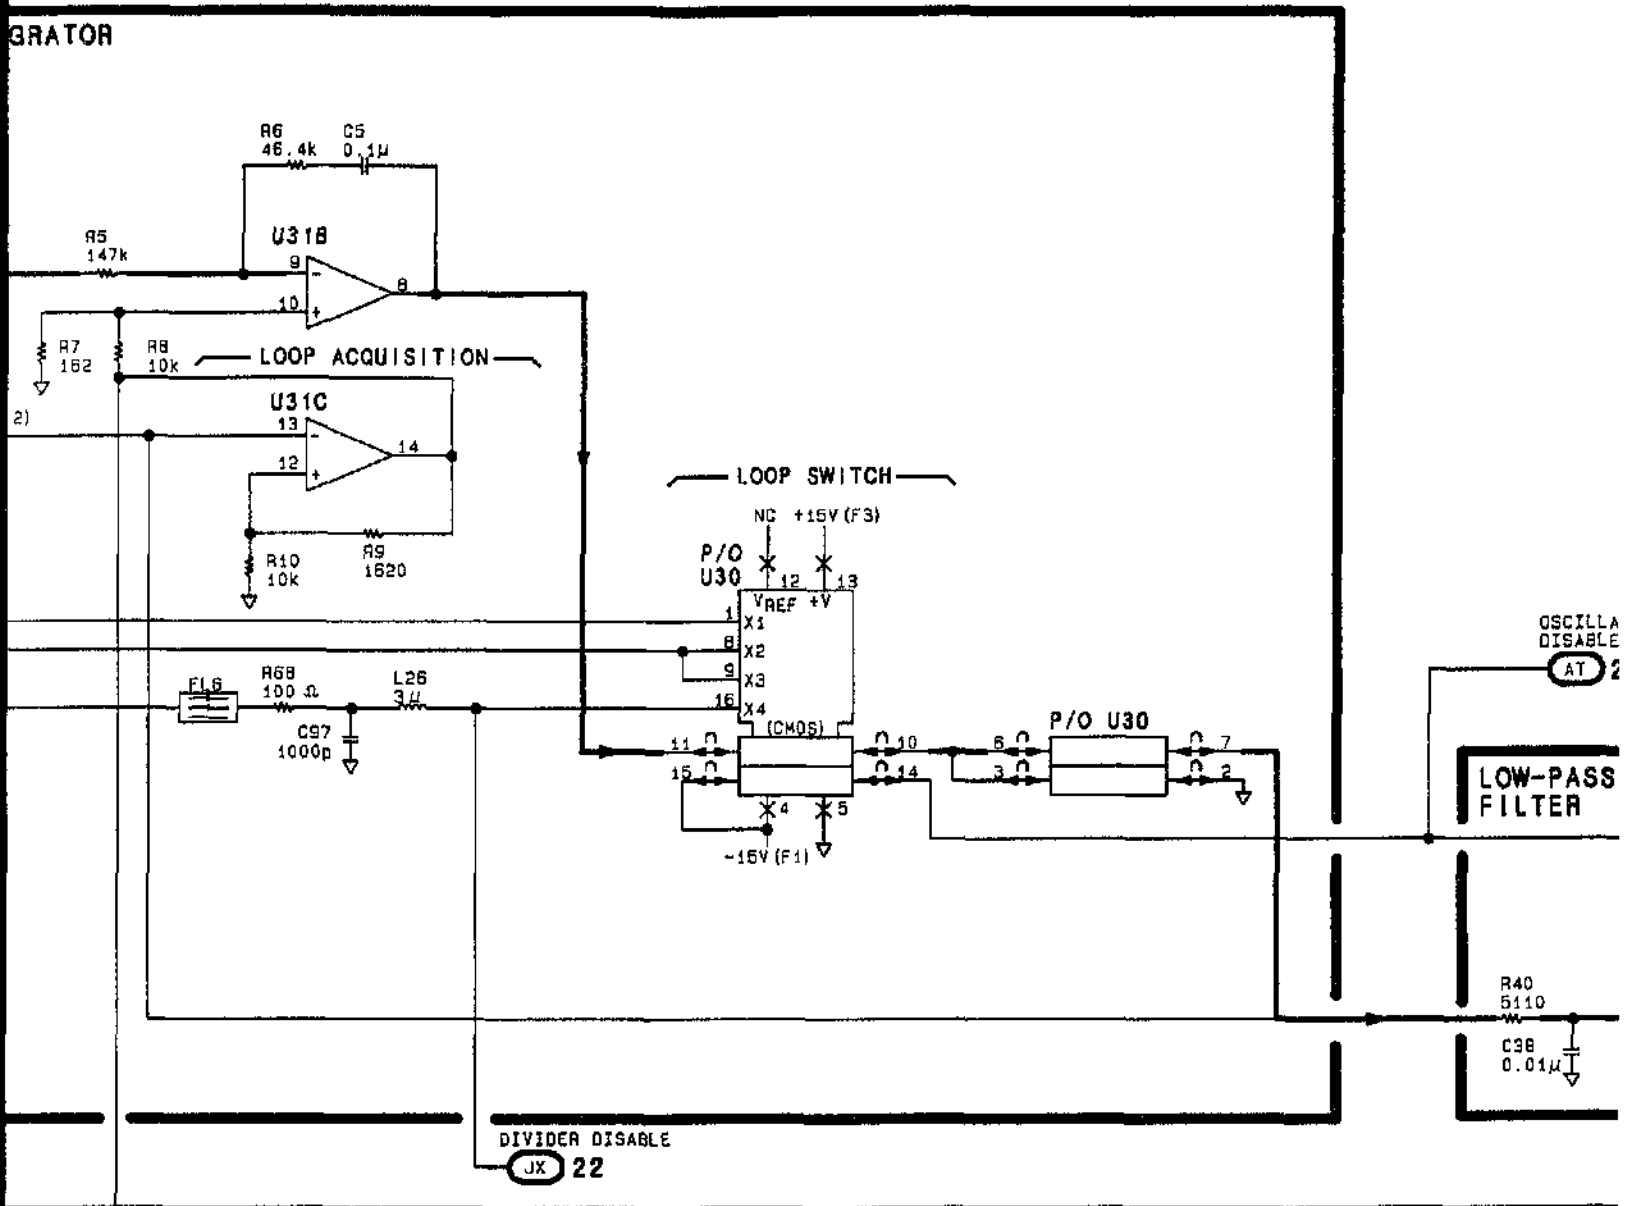 GRATOR
R6
46.4k
C5
0.1µ
R5
147k
U31B
9
-
8
10
+
R7
162
R8
10k
LOOP ACQUISITION
U31C
2)
13
-
14
12
+
R10
10k
R9
1620
LOOP SWITCH
NC +15V(F3)
P/O
U30
12 13
VREF +V
1 X1
8 X2
9 X3
16 X4
(CMOS)
FL6
R68
100 Ω
L26
3µ
C97
1000p
11
10
15
14
4
5
-15V(F1)
P/O U30
6
7
3
2
OSCILLA
DISABLE
AT 2
LOW-PASS
FILTER
R40
5110
C38
0.01µ
DIVIDER DISABLE
JX 22